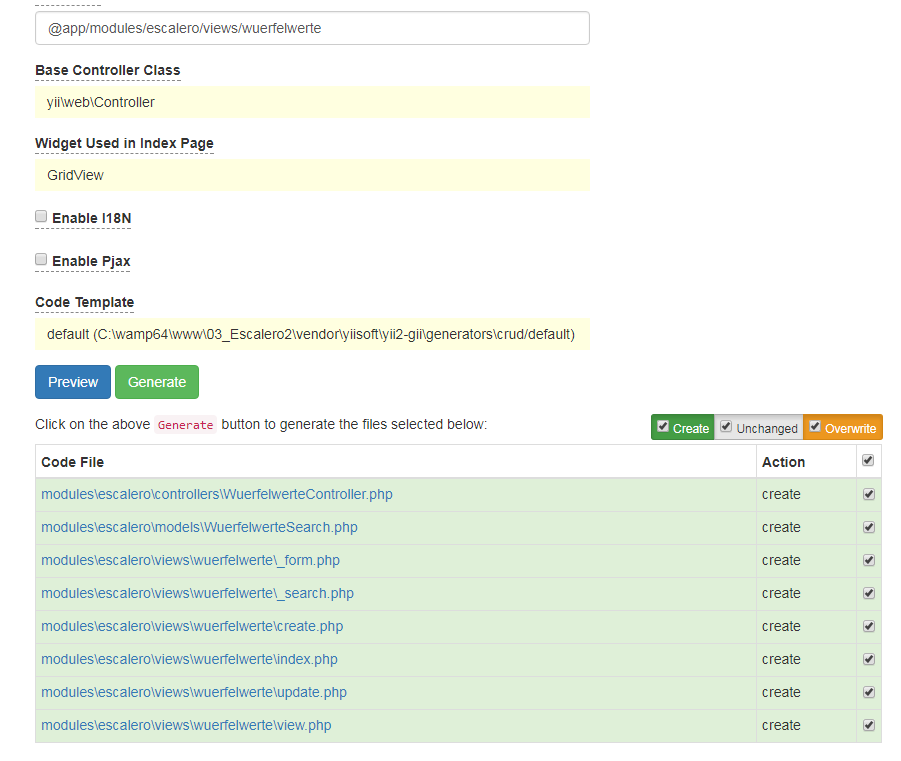 @app/modules/escalero/views/wuerfelwerte
Base Controller Class
yii\web\Controller
Widget Used in Index Page
GridView
Enable I18N
Enable Pjax
Code Template
default (C:\wamp64\www\03_Escalero2\vendor\yiisoft\yii2-gii\generators\crud/default)
Preview Generate
Click on the above Generate button to generate the files selected below: Create Unchanged Overwrite
Code File Action
modules\escalero\controllers\WuerfelwerteController.php create
modules\escalero\models\WuerfelwerteSearch.php create
modules\escalero\views\wuerfelwerte\_form.php create
modules\escalero\views\wuerfelwerte\_search.php create
modules\escalero\views\wuerfelwerte\create.php create
modules\escalero\views\wuerfelwerte\index.php create
modules\escalero\views\wuerfelwerte\update.php create
modules\escalero\views\wuerfelwerte\view.php create